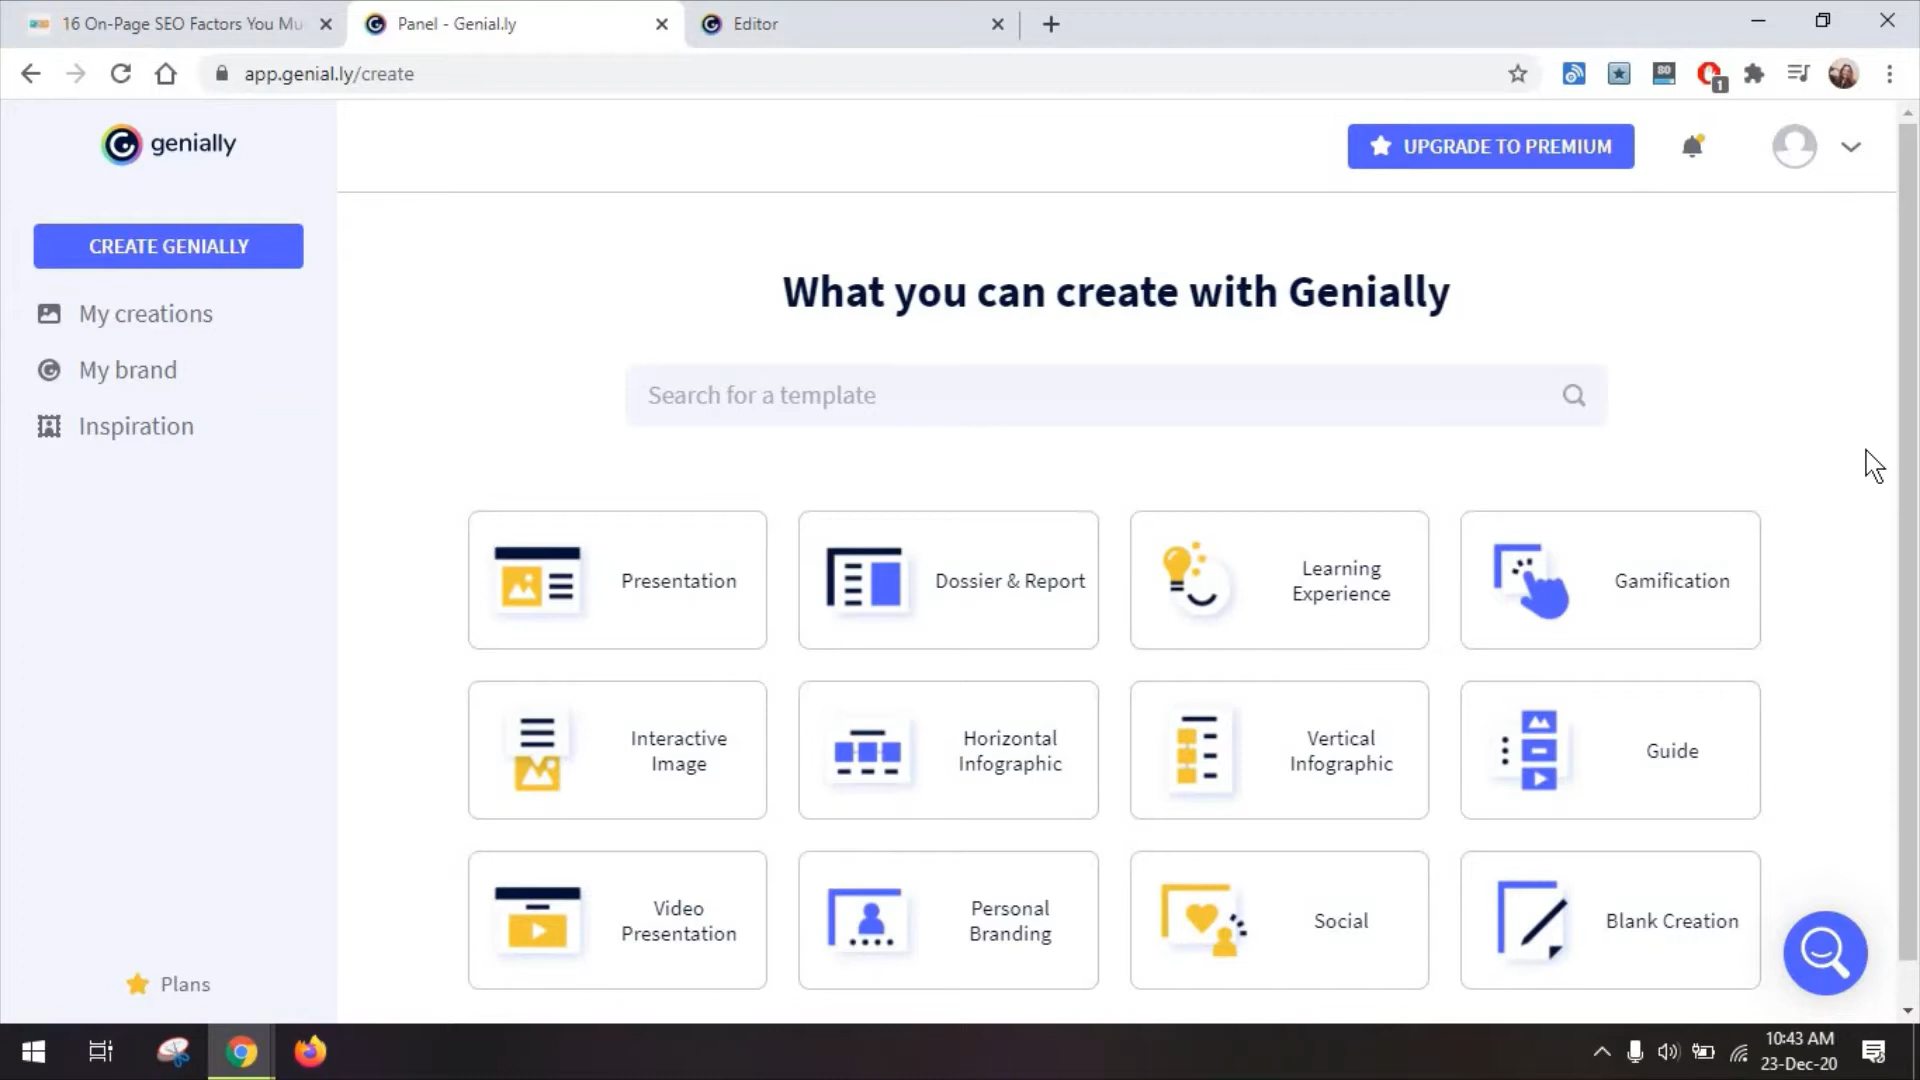 16 On-Page SEO Factors You Mu
Panel - Genial.ly
Editor
app.genial.ly/create
80
1
genially
UPGRADE TO PREMIUM
CREATE GENIALLY
My creations
My brand
Inspiration
What you can create with Genially
Search for a template
Presentation
Dossier & Report
Learning
Experience
Gamification
Interactive
Image
Horizontal
Infographic
Vertical
Infographic
Guide
Video
Presentation
Personal
Branding
Social
Blank Creation
Plans
10:43 AM
23-Dec-20